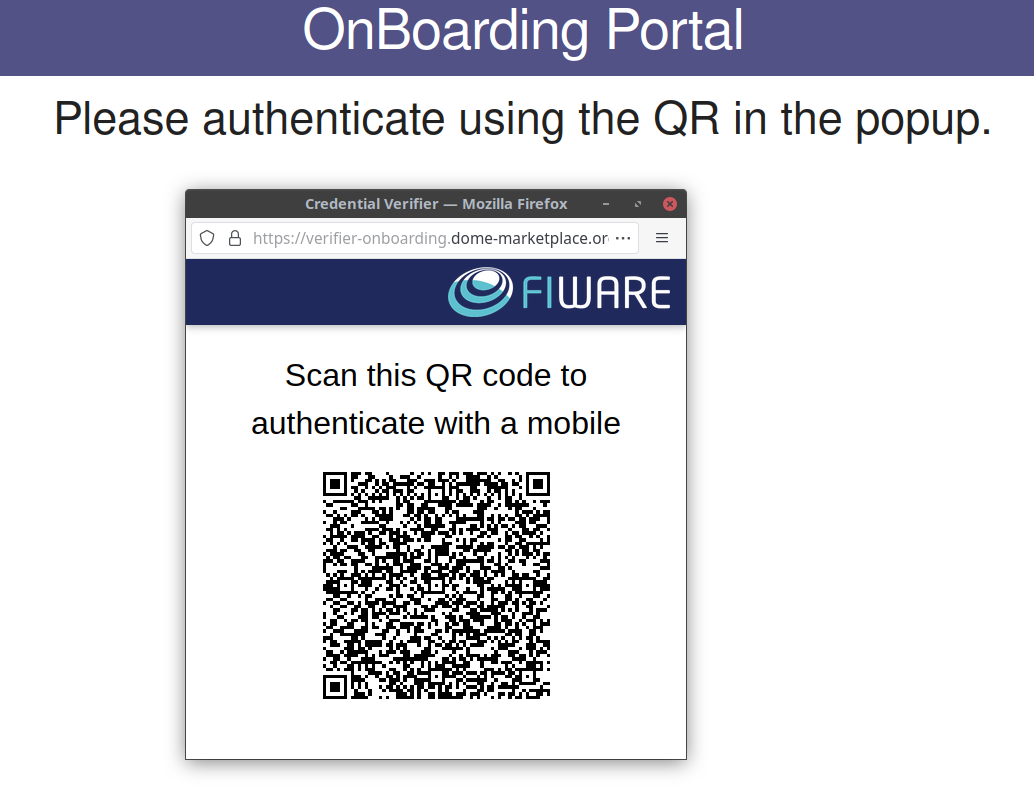 OnBoarding Portal
Please authenticate using the QR in the popup.
Credential Verifier — Mozilla Firefox
https://verifier-onboarding.dome-marketplace.or
FIWARE
Scan this QR code to
authenticate with a mobile